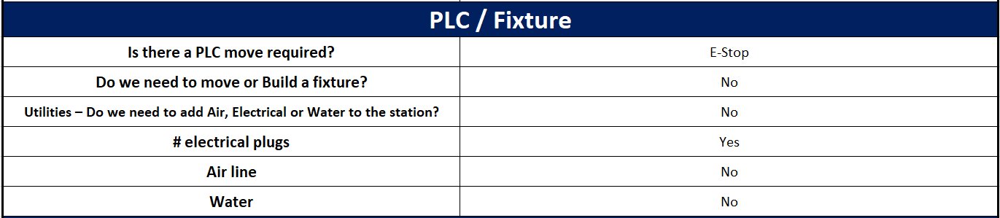 PLC / Fixture
Is there a PLC move required? E-Stop
Do we need to move or Build a fixture? No
Utilities – Do we need to add Air, Electrical or Water to the station? No
# electrical plugs Yes
Air line No
Water No